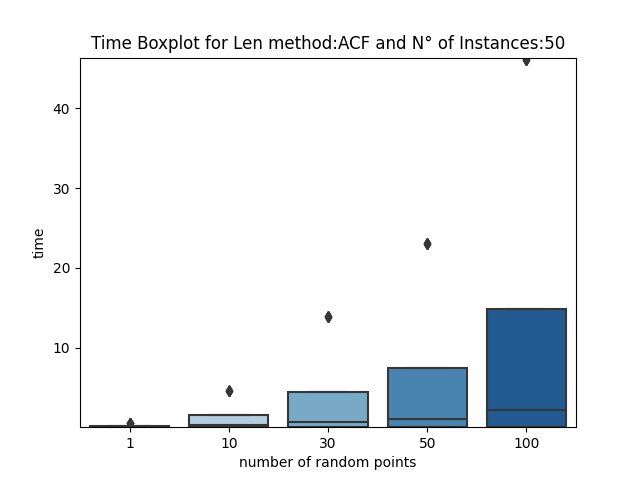 Time Boxplot for Len method:ACF and N° of Instances:50
40
30
20
10
time
1 10 30 50 100
number of random points